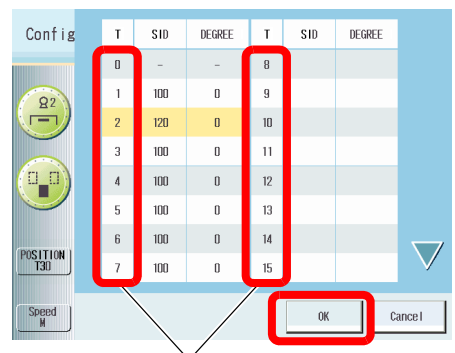 Config
T SID DEGREE T SID DEGREE
0 - - 8
1 100 0 9
2 120 0 10
3 100 0 11
4 100 0 12
5 100 0 13
6 100 0 14
7 100 0 15
2
POSITION
T30
Speed
M
OK Cancel